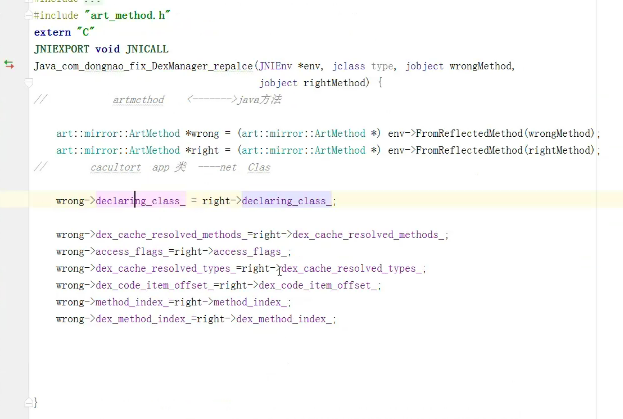 #include "art_method.h"
extern "C"
JNIEXPORT void JNICALL
Java_com_dongnao_fix_DexManager_repalce(JNIEnv *env, jclass type, jobject wrongMethod,
jobject rightMethod) {
// artmethod <------->java方法
art::mirror::ArtMethod *wrong = (art::mirror::ArtMethod *) env->FromReflectedMethod(wrongMethod);
art::mirror::ArtMethod *right = (art::mirror::ArtMethod *) env->FromReflectedMethod(rightMethod);
// cacultort app 类 ----net Clas
wrong->declaring_class_ = right->declaring_class_;
wrong->dex_cache_resolved_methods_=right->dex_cache_resolved_methods_;
wrong->access_flags_=right->access_flags_;
wrong->dex_cache_resolved_types_=right->dex_cache_resolved_types_;
wrong->dex_code_item_offset_=right->dex_code_item_offset_;
wrong->method_index_=right->method_index_;
wrong->dex_method_index_=right->dex_method_index_;
}